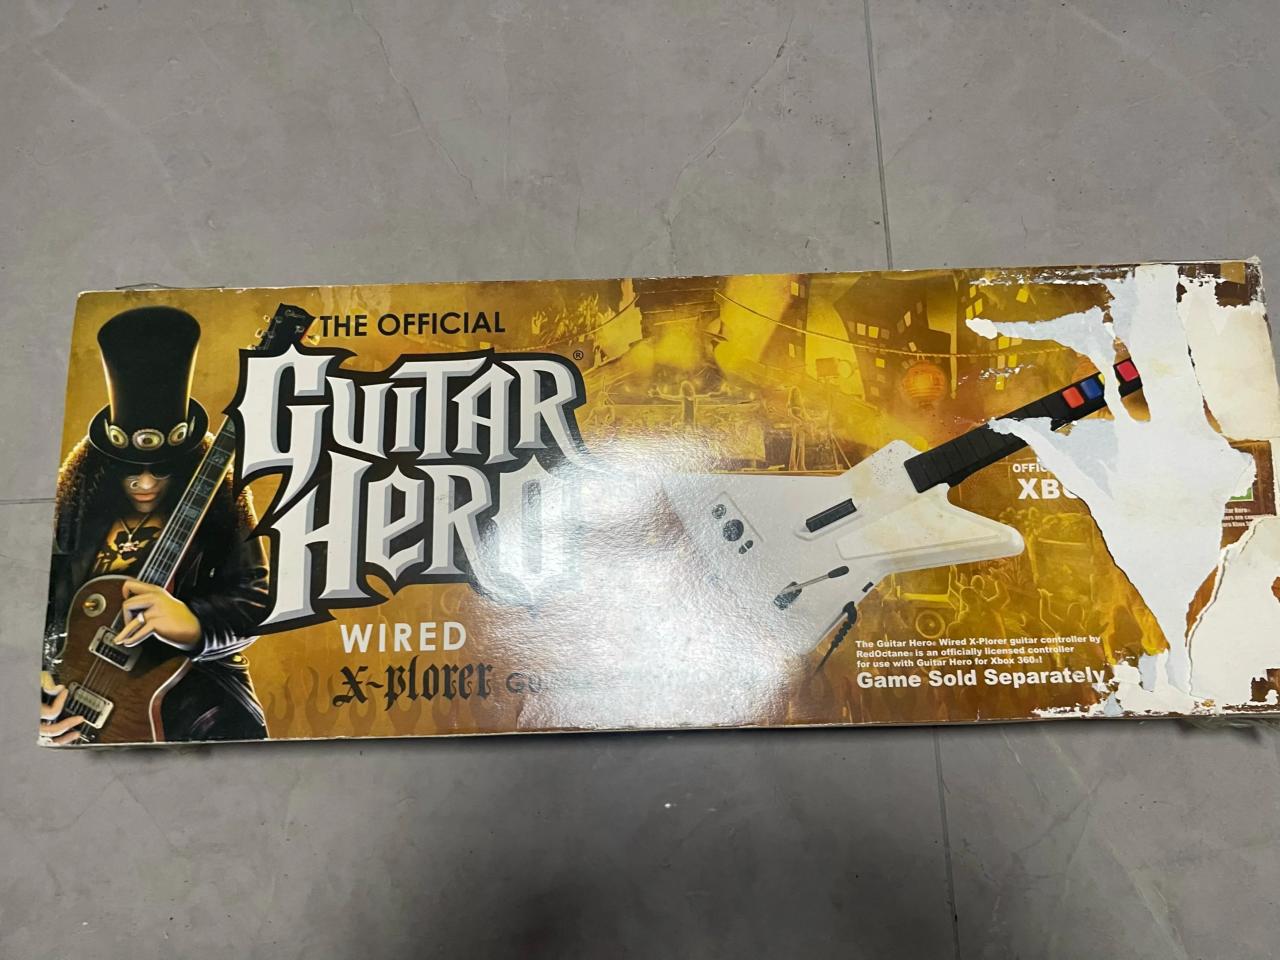 THE OFFICIAL
GUITAR
HERO ®
WIRED
X-plorer
XBO
The Guitar Hero® Wired X-Plorer guitar controller by
RedOctane® is an officially licensed controller
for use with Guitar Hero for Xbox 360®!
Game Sold Separately